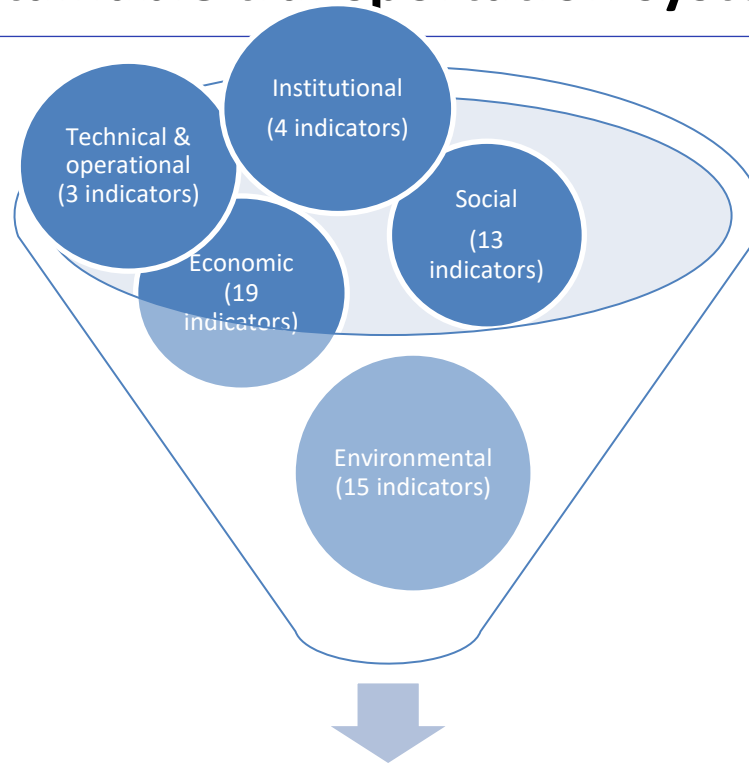 Institutional
(4 indicators)
Technical &
operational
(3 indicators)
Social
(13
indicators)
Economic
(19
indicators)
Environmental
(15 indicators)